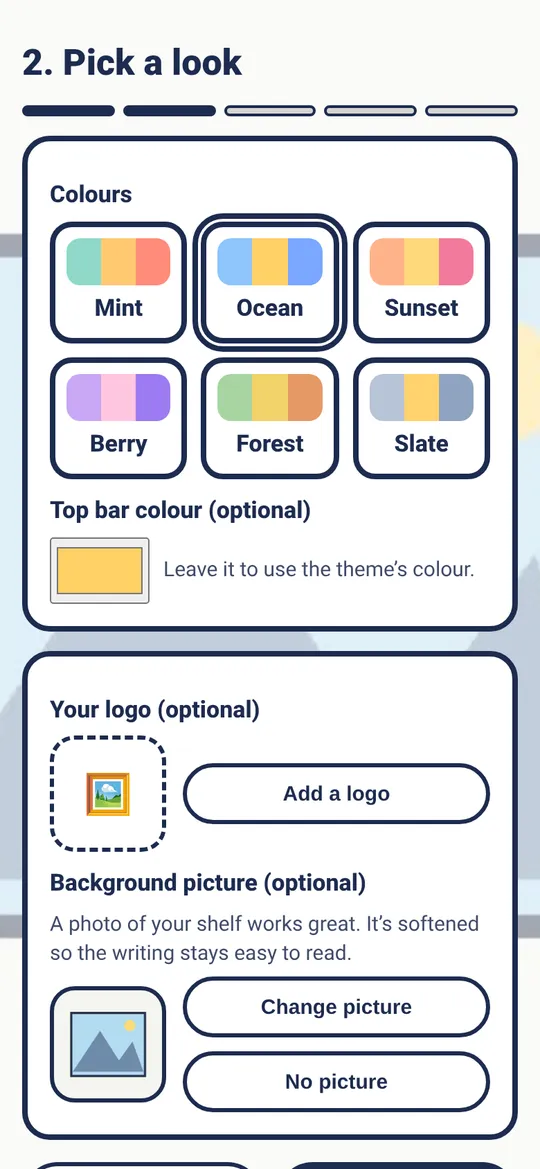 2. Pick a look
Colours
Mint
Ocean
Sunset
Berry
Forest
Slate
Top bar colour (optional)
Leave it to use the theme’s colour.
Your logo (optional)
Add a logo
Background picture (optional)
A photo of your shelf works great. It’s softened
so the writing stays easy to read.
Change picture
No picture